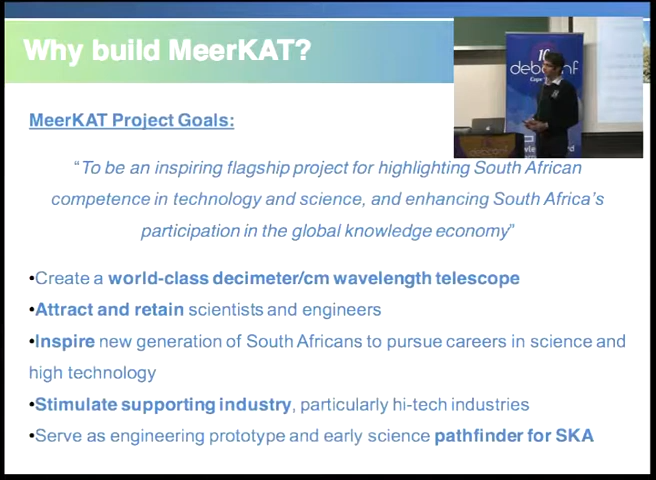 Why build MeerKAT?
16
debconf
Cape
MeerKAT Project Goals:
“To be an inspiring flagship project for highlighting South African
competence in technology and science, and enhancing South Africa’s
participation in the global knowledge economy”
•Create a world-class decimeter/cm wavelength telescope
•Attract and retain scientists and engineers
•Inspire new generation of South Africans to pursue careers in science and
high technology
•Stimulate supporting industry, particularly hi-tech industries
•Serve as engineering prototype and early science pathfinder for SKA